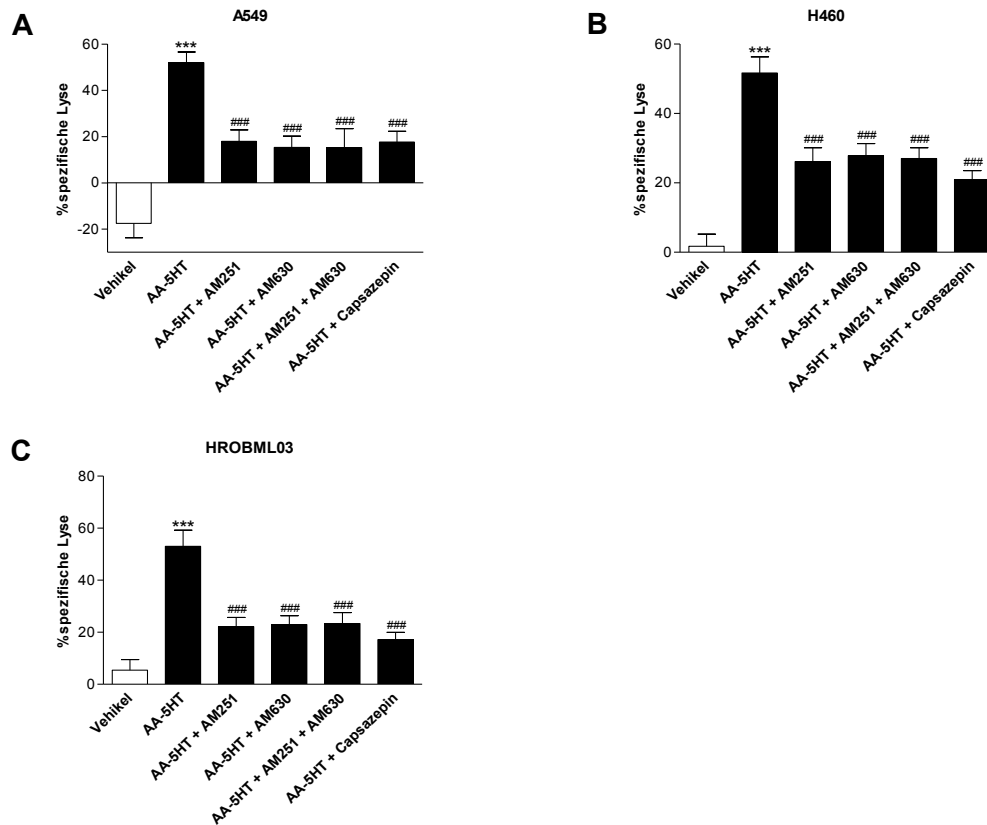 A
A549
%spezifische Lyse
60
40
20
0
-20
***
###
###
###
###
Vehikel
AA-5HT
AA-5HT + AM251
AA-5HT + AM630
AA-5HT + AM251 + AM630
AA-5HT + Capsazepin
B
H460
%spezifische Lyse
60
40
20
0
***
###
###
###
###
Vehikel
AA-5HT
AA-5HT + AM251
AA-5HT + AM630
AA-5HT + AM251 + AM630
AA-5HT + Capsazepin
C
HROBML03
%spezifische Lyse
80
60
40
20
0
***
###
###
###
###
Vehikel
AA-5HT
AA-5HT + AM251
AA-5HT + AM630
AA-5HT + AM251 + AM630
AA-5HT + Capsazepin